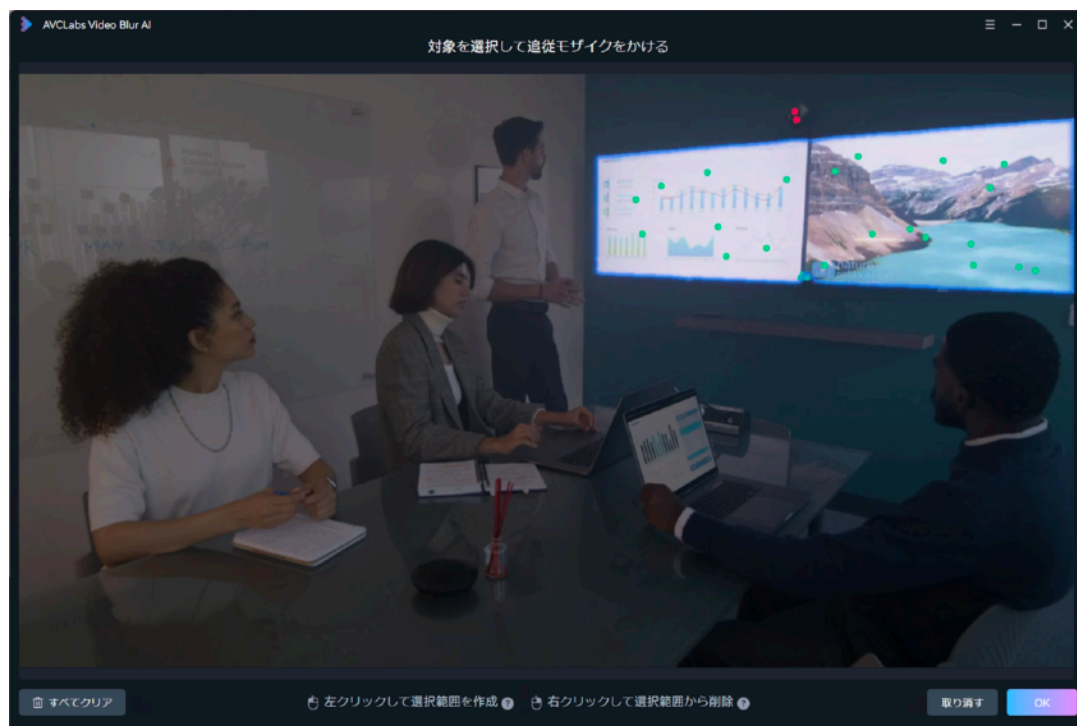 AVCLabs Video Blur AI
対象を選択して追従モザイクをかける
MAY
すべてクリア
左クリックして選択範囲を作成
右クリックして選択範囲から削除
取り消す
OK